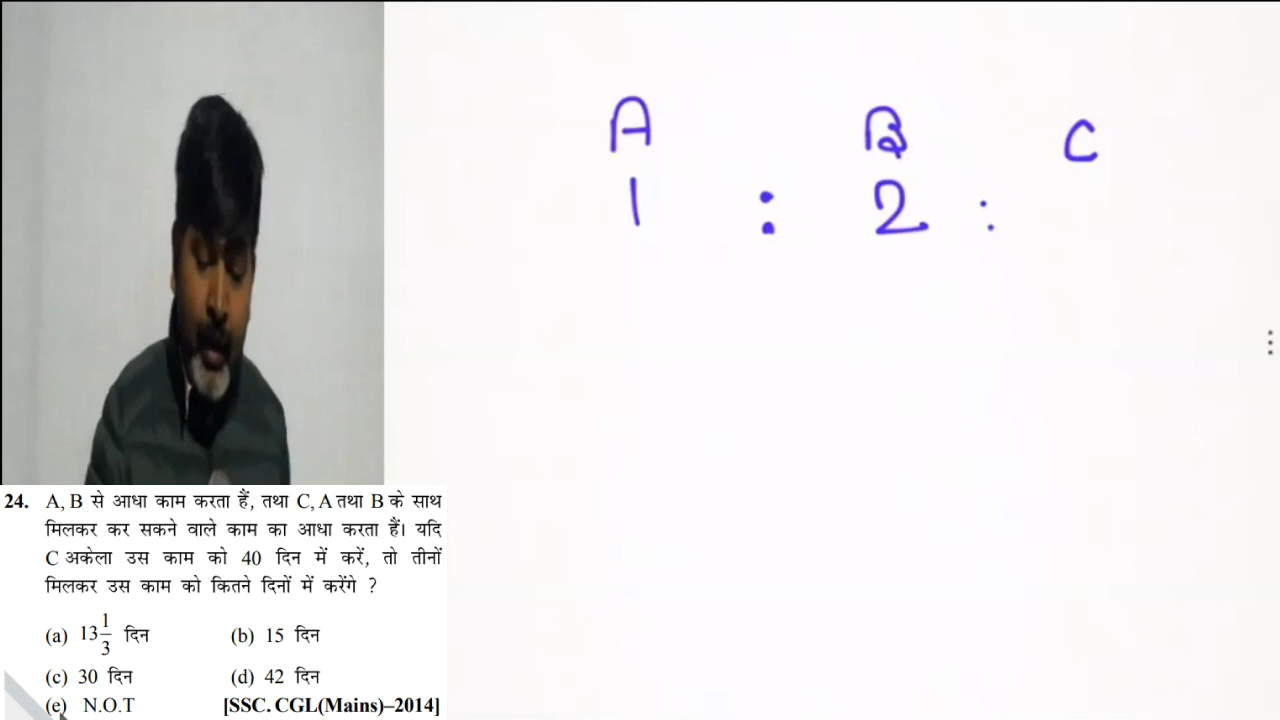 A B C
1 : 2 :
24. A, B से आधा काम करता हैं, तथा C, A तथा B के साथ
मिलकर कर सकने वाले काम का आधा करता हैं। यदि
C अकेला उस काम को 40 दिन में करें, तो तीनों
मिलकर उस काम को कितने दिनों में करेंगे ?
(a) 13 1/3 दिन (b) 15 दिन
(c) 30 दिन (d) 42 दिन
(e) N.O.T [SSC. CGL(Mains)–2014]